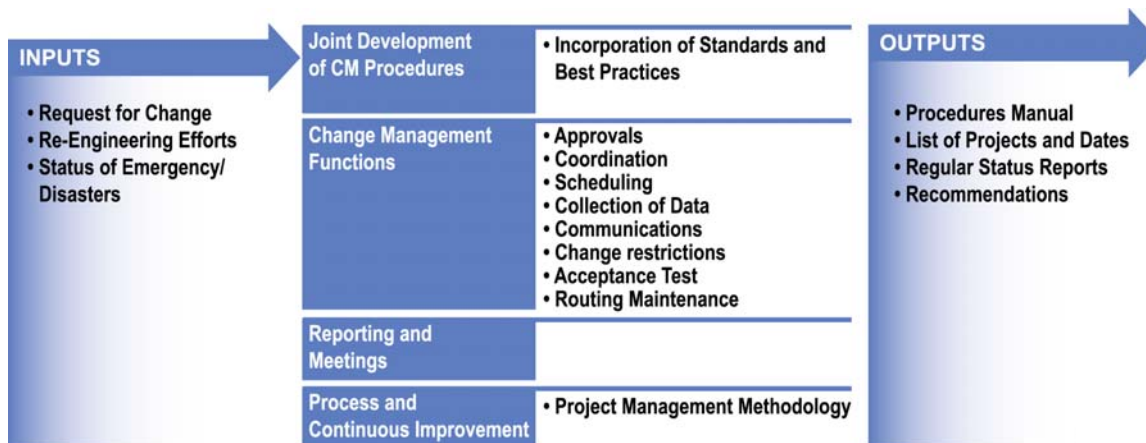 INPUTS
• Request for Change
• Re-Engineering Efforts
• Status of Emergency/
Disasters
Joint Development
of CM Procedures
• Incorporation of Standards and
Best Practices
Change Management
Functions
• Approvals
• Coordination
• Scheduling
• Collection of Data
• Communications
• Change restrictions
• Acceptance Test
• Routing Maintenance
Reporting and
Meetings
Process and
Continuous Improvement
• Project Management Methodology
OUTPUTS
• Procedures Manual
• List of Projects and Dates
• Regular Status Reports
• Recommendations